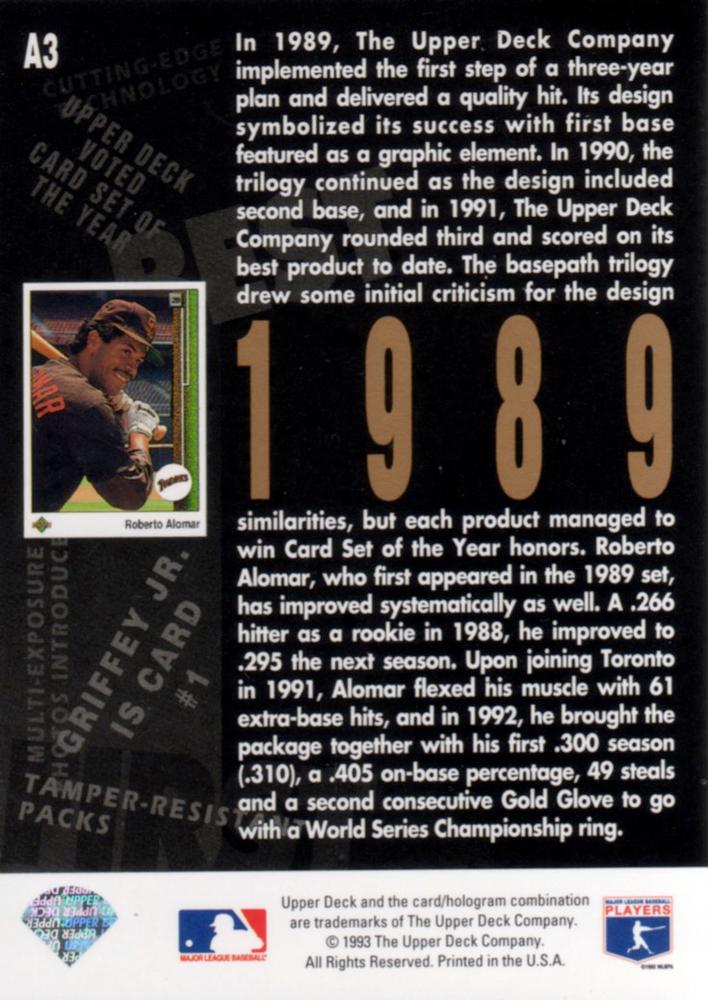 A3
CUTTING-EDGE
TECHNOLOGY
UPPER DECK
VOTED
CARD SET OF
THE YEAR
BEST
In 1989, The Upper Deck Company
implemented the first step of a three-year
plan and delivered a quality hit. Its design
symbolized its success with first base
featured as a graphic element. In 1990, the
trilogy continued as the design included
second base, and in 1991, The Upper Deck
Company rounded third and scored on its
best product to date. The basepath trilogy
drew some initial criticism for the design
1989
similarities, but each product managed to
win Card Set of the Year honors. Roberto
Alomar, who first appeared in the 1989 set,
has improved systematically as well. A .266
hitter as a rookie in 1988, he improved to
.295 the next season. Upon joining Toronto
in 1991, Alomar flexed his muscle with 61
extra-base hits, and in 1992, he brought the
package together with his first .300 season
(.310), a .405 on-base percentage, 49 steals
and a second consecutive Gold Glove to go
with a World Series Championship ring.
2B
PADRES
Roberto Alomar
MULTI-EXPOSURE
PHOTOS INTRODUCED
GRIFFEY JR.
IS CARD
#1
FIRST
TAMPER-RESISTANT
PACKS
UPPER DECK
MAJOR LEAGUE BASEBALL
Upper Deck and the card/hologram combination
are trademarks of The Upper Deck Company.
© 1993 The Upper Deck Company.
All Rights Reserved. Printed in the U.S.A.
MAJOR LEAGUE BASEBALL
PLAYERS